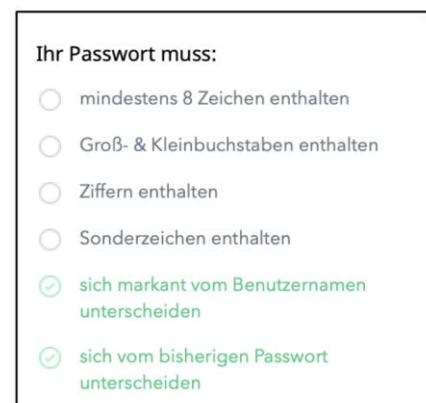 Ihr Passwort muss:
mindestens 8 Zeichen enthalten
Groß- & Kleinbuchstaben enthalten
Ziffern enthalten
Sonderzeichen enthalten
sich markant vom Benutzernamen
unterscheiden
sich vom bisherigen Passwort
unterscheiden